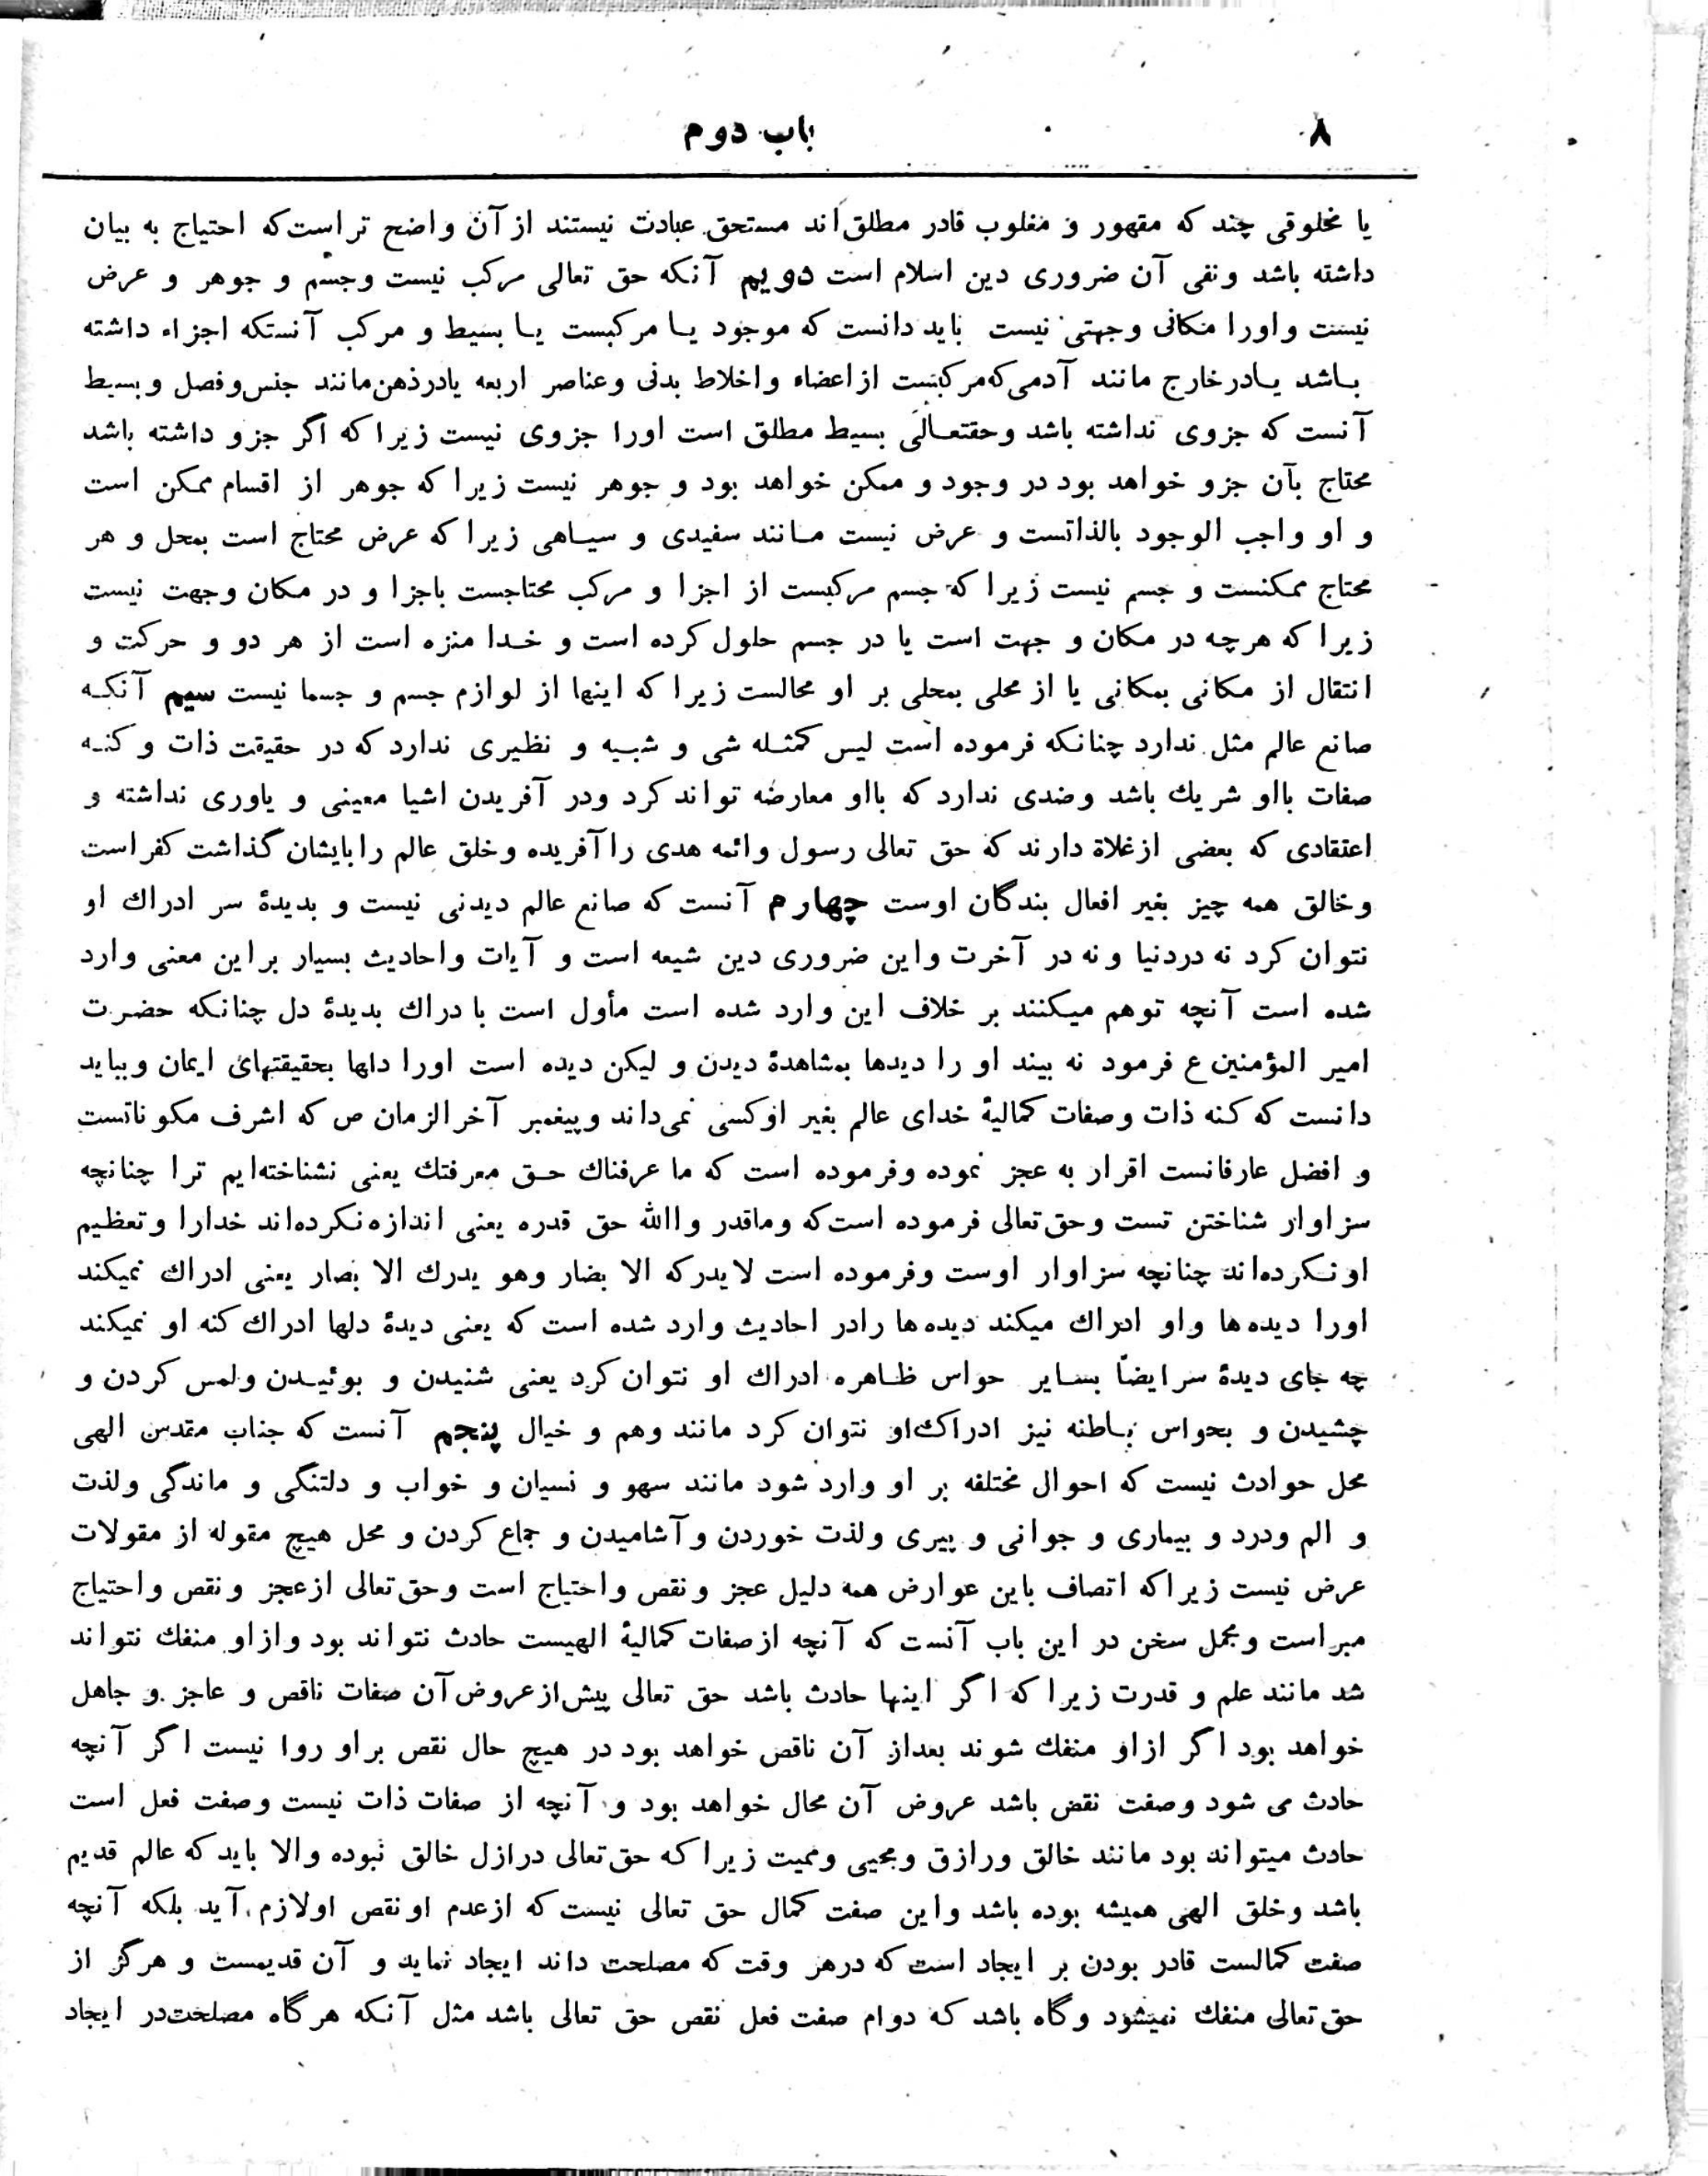 ۸ باب دوم
یا مخلوقی چند که مقهور و مغلوب قادر مطلق‌اند مستحق عبادت نیستند از آن واضح تر است که احتیاج به بیان
داشته باشد ونفی آن ضروری دین اسلام است دویم آنکه حق تعالی مرکب نیست وجسم و جوهر و عرض
نیست واورا مکانی وجهتی نیست باید دانست که موجود یا مرکبست یا بسیط و مرکب آنستکه اجزاء داشته
باشد یادرخارج مانند آدمی که مرکبست ازاعضاء واخلاط بدنی وعناصر اربعه یادرذهن مانند جنس وفصل وبسیط
آنست که جزوی نداشته باشد وحقتعالی بسیط مطلق است اورا جزوی نیست زیرا که اگر جزو داشته باشد
محتاج بآن جزو خواهد بود در وجود و ممکن خواهد بود و جوهر نیست زیرا که جوهر از اقسام ممکن است
و او واجب الوجود بالذاتست و عرض نیست مانند سفیدی و سیاهی زیرا که عرض محتاج است بمحل و هر
محتاج ممکنست و جسم نیست زیرا که جسم مرکبست از اجزا و مرکب محتاجست باجزا و در مکان وجهت نیست
زیرا که هرچه در مکان و جهت است یا در جسم حلول کرده است و خدا منزه است از هر دو و حرکت و
انتقال از مکانی بمکانی یا از محلی بمحلی بر او محالست زیرا که اینها از لوازم جسم و جسما نیست سیم آنکه
صانع عالم مثل ندارد چنانکه فرموده است لیس کمثله شی و شبیه و نظیری ندارد که در حقیقت ذات و کنه
صفات بااو شریك باشد وضدی ندارد که بااو معارضه تواند کرد ودر آفریدن اشیا معینی و یاوری نداشته و
اعتقادی که بعضی ازغلاة دارند که حق تعالی رسول وائمه هدی را آفریده وخلق عالم را بایشان گذاشت کفر است
وخالق همه چیز بغیر افعال بندگان اوست چهارم آنست که صانع عالم دیدنی نیست و بدیدهٔ سر ادراك او
نتوان کرد نه دردنیا ونه در آخرت واین ضروری دین شیعه است و آیات واحادیث بسیار براین معنی وارد
شده است آنچه توهم میکنند بر خلاف این وارد شده است مأول است با دراك بدیدهٔ دل چنانکه حضرت
امیر المؤمنین ع فرمود نه بیند او را دیدها بمشاهدهٔ دیدن و لیکن دیده است اورا دلها بحقیقتهای ایمان وبباید
دانست که کنه ذات وصفات کمالیهٔ خدای عالم بغیر اوکسی نمی‌داند وپیغمبر آخر الزمان ص که اشرف مکوناتست
و افضل عارفانست اقرار به عجز نموده وفرموده است که ما عرفناك حق معرفتك یعنی نشناخته‌ایم ترا چنانچه
سزاوار شناختن تست وحق تعالی فرموده است که وماقدر واالله حق قدره یعنی اندازه نکرده‌اند خدارا وتعظیم
او نکرده‌اند چنانچه سزاوار اوست وفرموده است لایدرکه الا بصار وهو یدرك الا بصار یعنی ادراك نمیکند
اورا دیده‌ها واو ادراك میکند دیده‌ها رادر احادیث وارد شده است که یعنی دیدهٔ دلها ادراك کنه او نمیکند
چه جای دیدهٔ سر ایضاً بسایر حواس ظاهره ادراك او نتوان کرد یعنی شنیدن و بوئیدن ولمس کردن و
چشیدن و بحواس باطنه نیز ادراك او نتوان کرد مانند وهم و خیال پنجم آنست که جناب مقدس الهی
محل حوادث نیست که احوال مختلفه بر او وارد شود مانند سهو و نسیان و خواب و دلتنگی و ماندگی ولذت
و الم ودرد و بیماری و جوانی و پیری ولذت خوردن وآشامیدن و جماع کردن و محل هیچ مقوله از مقولات
عرض نیست زیراکه اتصاف باین عوارض همه دلیل عجز ونقص واحتیاج است وحق تعالی ازعجز ونقص واحتیاج
مبراست ومجمل سخن در این باب آنست که آنچه ازصفات کمالیهٔ الهیست حادث نتواند بود وازاو منفك نتواند
شد مانند علم و قدرت زیرا که اگر اینها حادث باشد حق تعالی پیش ازعروض آن صفات ناقص و عاجز و جاهل
خواهد بود اگر ازاو منفك شوند بعداز آن ناقص خواهد بود در هیچ حال نقص براو روا نیست اگر آنچه
حادث می شود وصفت نقص باشد عروض آن محال خواهد بود و آنچه از صفات ذات نیست وصفت فعل است
حادث میتواند بود مانند خالق ورازق ومحیی وممیت زیراکه حق تعالی درازل خالق نبوده والا باید که عالم قدیم
باشد وخلق الهی همیشه بوده باشد واین صفت کمال حق تعالی نیست که ازعدم اونقص اولازم آید بلکه آنچه
صفت کمالست قادر بودن بر ایجاد است که درهر وقت که مصلحت داند ایجاد نماید و آن قدیمست و هرگز از
حق تعالی منفك نمیشود وگاه باشد که دوام صفت فعل نقص حق تعالی باشد مثل آنکه هرگاه مصلحت در ایجاد